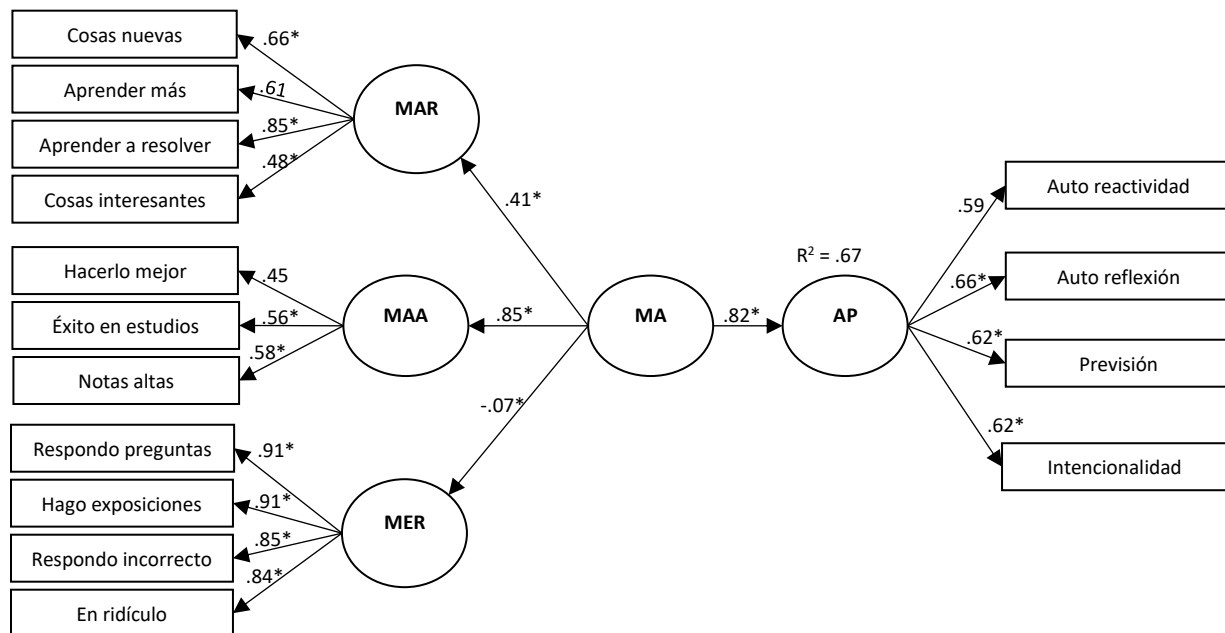 Cosas nuevas
.66*
Aprender más
.61
MAR
Aprender a resolver
.85*
Cosas interesantes
.48*
.41*
Hacerlo mejor
.45
Éxito en estudios
.56*
MAA
Notas altas
.58*
.85*
MA
.82*
R² = .67
AP
-.07*
Respondo preguntas
.91*
Hago exposiciones
.91*
MER
Respondo incorrecto
.85*
En ridículo
.84*
.59
Auto reactividad
.66*
Auto reflexión
.62*
Previsión
.62*
Intencionalidad